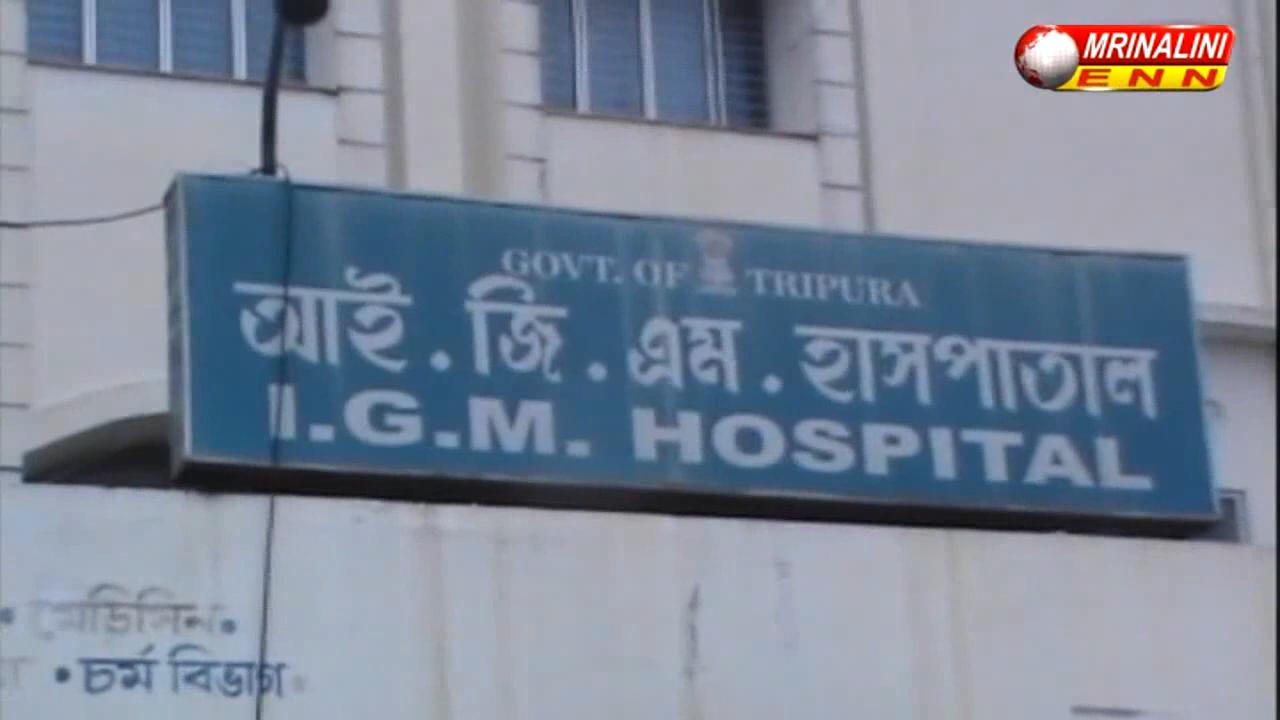 MRINALINI
ENN
GOVT. OF TRIPURA
আই.জি.এম.হাসপাতাল
I.G.M. HOSPITAL
• মেডিসিন •
• চর্ম বিভাগ •